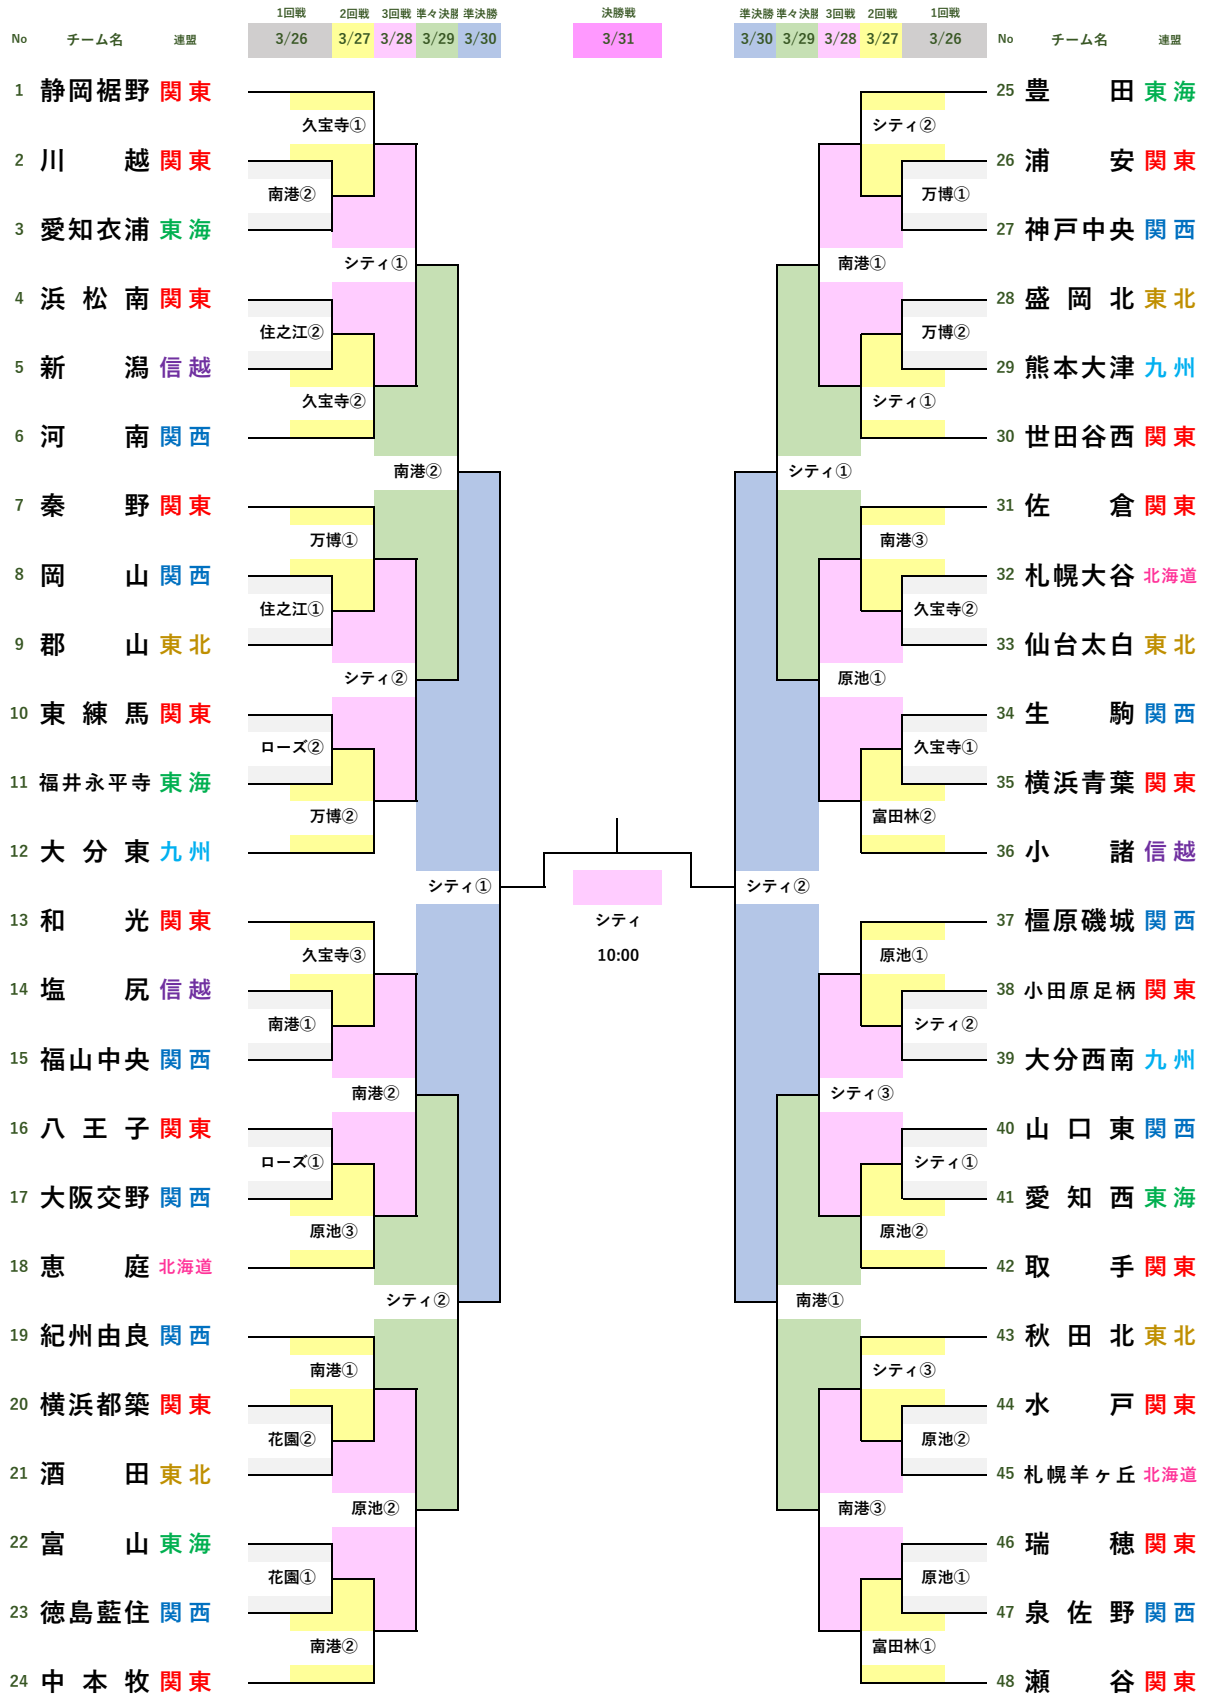 1回戦 2回戦 3回戦 準々決勝 準決勝 決勝戦 準決勝 準々決勝 3回戦 2回戦 1回戦
No チーム名 連盟 3/26 3/27 3/28 3/29 3/30 3/31 3/30 3/29 3/28 3/27 3/26 No チーム名 連盟
1 静岡裾野 関東 25 豊田 東海
久宝寺① シティ②
2 川越 関東 26 浦安 関東
南港② 万博①
3 愛知衣浦 東海 27 神戸中央 関西
シティ① 南港①
4 浜松南 関東 28 盛岡北 東北
住之江② 万博②
5 新潟 信越 29 熊本大津 九州
久宝寺② シティ①
6 河南 関西 30 世田谷西 関東
南港② シティ①
7 秦野 関東 31 佐倉 関東
万博① 南港③
8 岡山 関西 32 札幌大谷 北海道
住之江① 久宝寺②
9 郡山 東北 33 仙台太白 東北
シティ② 原池①
10 東練馬 関東 34 生駒 関西
ローズ② 久宝寺①
11 福井永平寺 東海 35 横浜青葉 関東
万博② 富田林②
12 大分東 九州 36 小諸 信越
シティ① シティ②
13 和光 関東 シティ 37 橿原磯城 関西
久宝寺③ 10:00 原池①
14 塩尻 信越 38 小田原足柄 関東
南港① シティ②
15 福山中央 関西 39 大分西南 九州
南港② シティ③
16 八王子 関東 40 山口東 関西
ローズ① シティ①
17 大阪交野 関西 41 愛知西 東海
原池③ 原池②
18 恵庭 北海道 42 取手 関東
シティ② 南港①
19 紀州由良 関西 43 秋田北 東北
南港① シティ③
20 横浜都築 関東 44 水戸 関東
花園② 原池②
21 酒田 東北 45 札幌羊ヶ丘 北海道
原池② 南港③
22 富山 東海 46 瑞穂 関東
花園① 原池①
23 徳島藍住 関西 47 泉佐野 関西
南港② 富田林①
24 中本牧 関東 48 瀬谷 関東